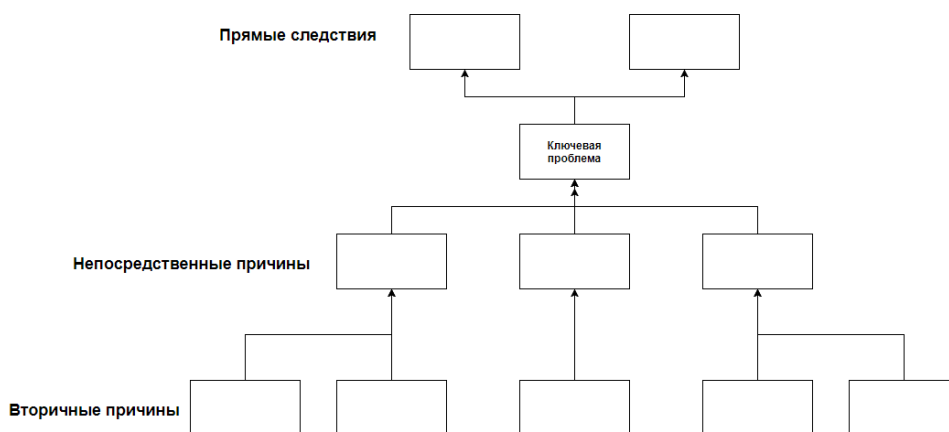 Прямые следствия
Ключевая
проблема
Непосредственные причины
Вторичные причины